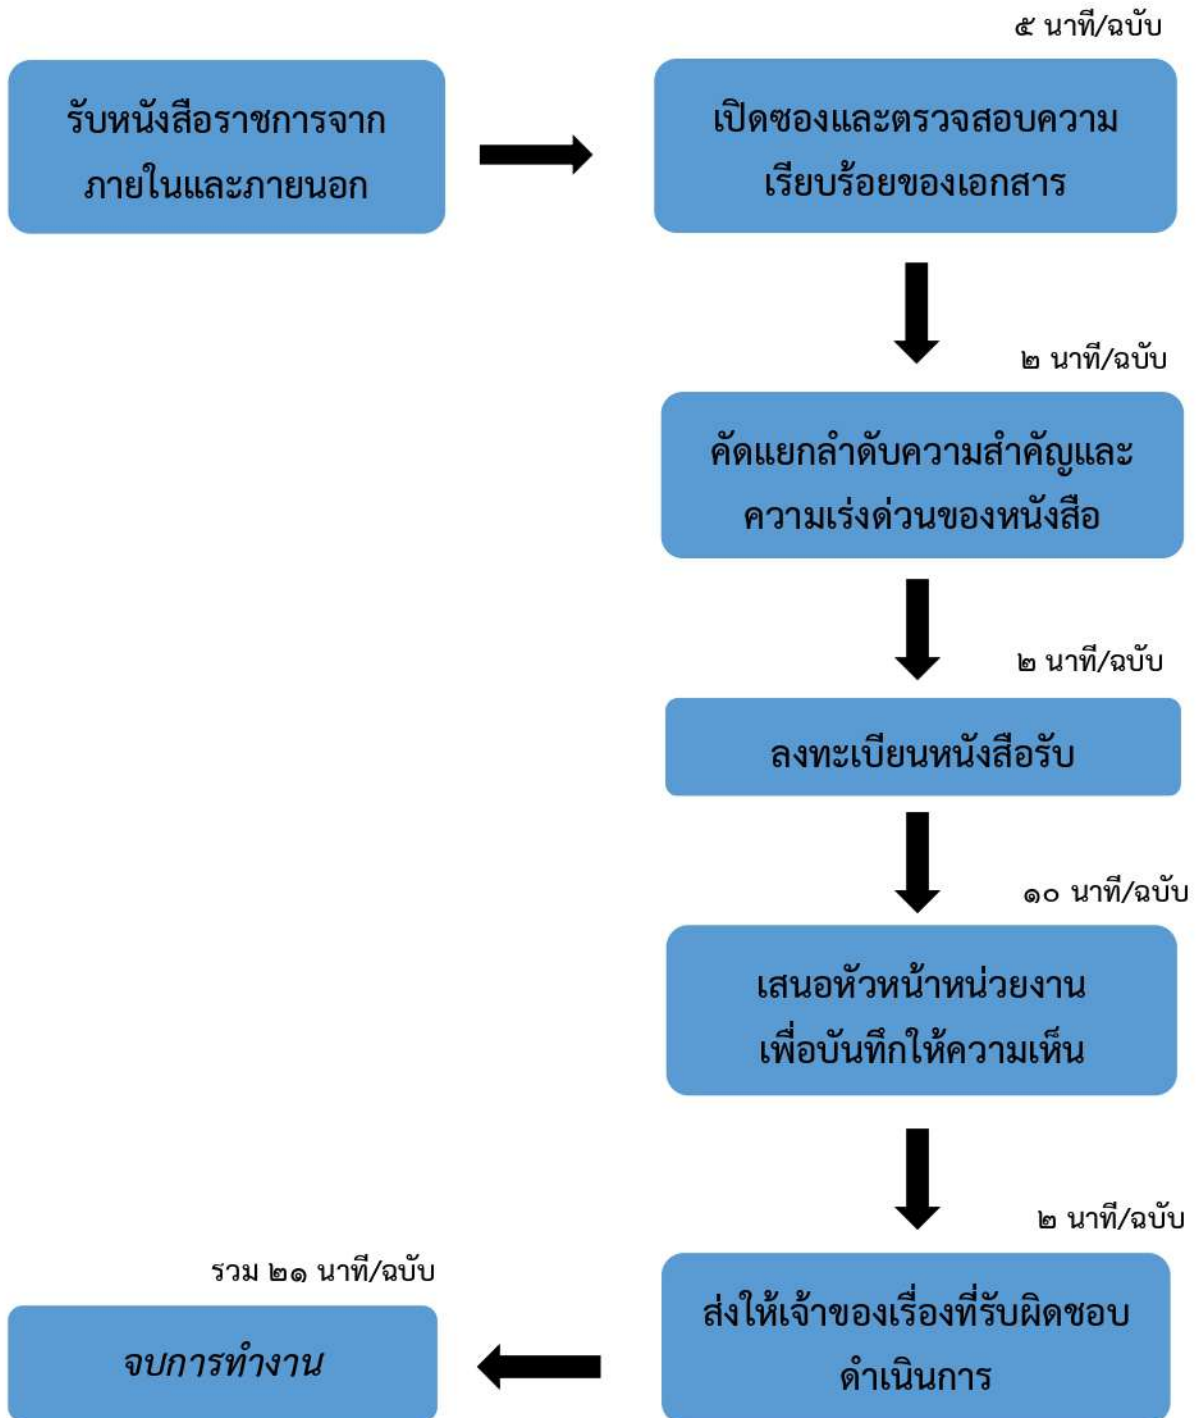 ๕ นาที/ฉบับ
รับหนังสือราชการจาก
ภายในและภายนอก
เปิดซองและตรวจสอบความ
เรียบร้อยของเอกสาร
๒ นาที/ฉบับ
คัดแยกลำดับความสำคัญและ
ความเร่งด่วนของหนังสือ
๒ นาที/ฉบับ
ลงทะเบียนหนังสือรับ
๑๐ นาที/ฉบับ
เสนอหัวหน้าหน่วยงาน
เพื่อบันทึกให้ความเห็น
๒ นาที/ฉบับ
ส่งให้เจ้าของเรื่องที่รับผิดชอบ
ดำเนินการ
รวม ๒๑ นาที/ฉบับ
จบการทำงาน